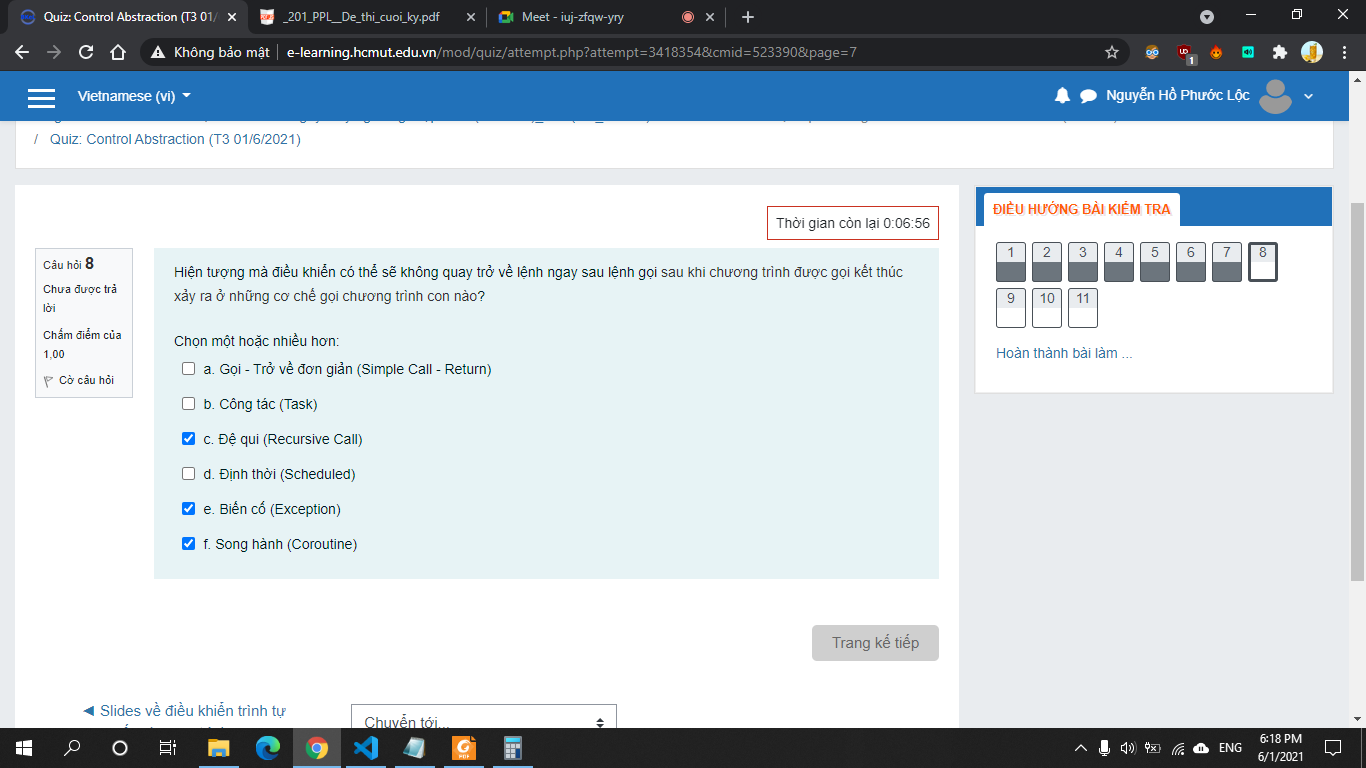 Quiz: Control Abstraction (T3 01/
_201_PPL__De_thi_cuoi_ky.pdf
Meet - iuj-zfqw-yry
Không bảo mật
e-learning.hcmut.edu.vn/mod/quiz/attempt.php?attempt=3418354&cmid=523390&page=7
1
Vietnamese (vi)
Nguyễn Hồ Phước Lộc
/ Quiz: Control Abstraction (T3 01/6/2021)
Thời gian còn lại 0:06:56
Câu hỏi 8
Chưa được trả
lời
Chấm điểm của
1,00
Cờ câu hỏi
Hiện tượng mà điều khiển có thể sẽ không quay trở về lệnh ngay sau lệnh gọi sau khi chương trình được gọi kết thúc
xảy ra ở những cơ chế gọi chương trình con nào?
Chọn một hoặc nhiều hơn:
a. Gọi - Trở về đơn giản (Simple Call - Return)
b. Công tác (Task)
c. Đệ qui (Recursive Call)
d. Định thời (Scheduled)
e. Biến cố (Exception)
f. Song hành (Coroutine)
Trang kế tiếp
◄ Slides về điều khiển trình tự
Chuyển tới...
ĐIỀU HƯỚNG BÀI KIỂM TRA
1 2 3 4 5 6 7 8
9 10 11
Hoàn thành bài làm ...
ENG
6:18 PM
6/1/2021